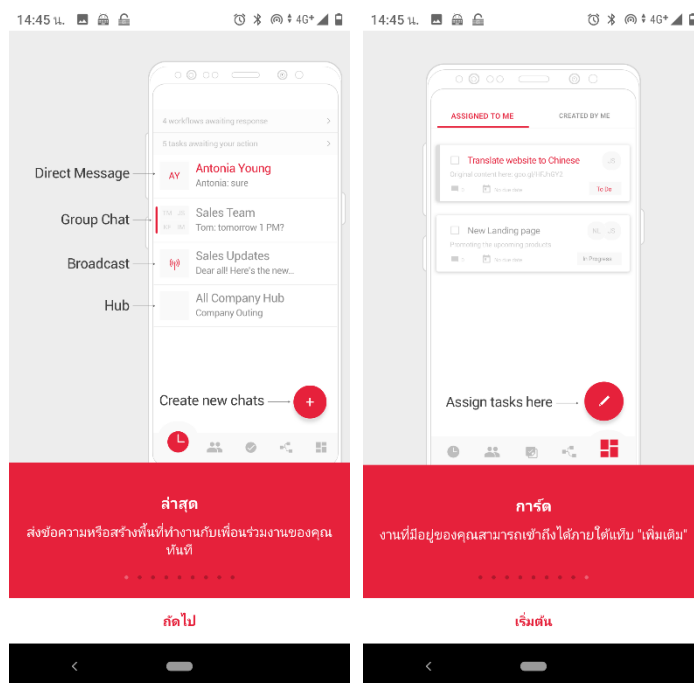 14:45 น.
4G+
4 workflows awaiting response
5 tasks awaiting your action
Direct Message
AY
Antonia Young
Antonia: sure
Group Chat
Sales Team
Tom: tomorrow 1 PM?
Broadcast
Sales Updates
Dear all! Here's the new...
Hub
All Company Hub
Company Outing
Create new chats
+
ล่าสุด
ส่งข้อความหรือสร้างพื้นที่ทำงานกับเพื่อนร่วมงานของคุณ
ทันที
ถัดไป
14:45 น.
4G+
ASSIGNED TO ME
CREATED BY ME
Translate website to Chinese
JS
To Do
New Landing page
JS
Promoting the upcoming products
In Progress
Assign tasks here
การ์ด
งานที่มีอยู่ของคุณสามารถเข้าถึงได้ภายใต้แท็บ "เพิ่มเติม"
เริ่มต้น